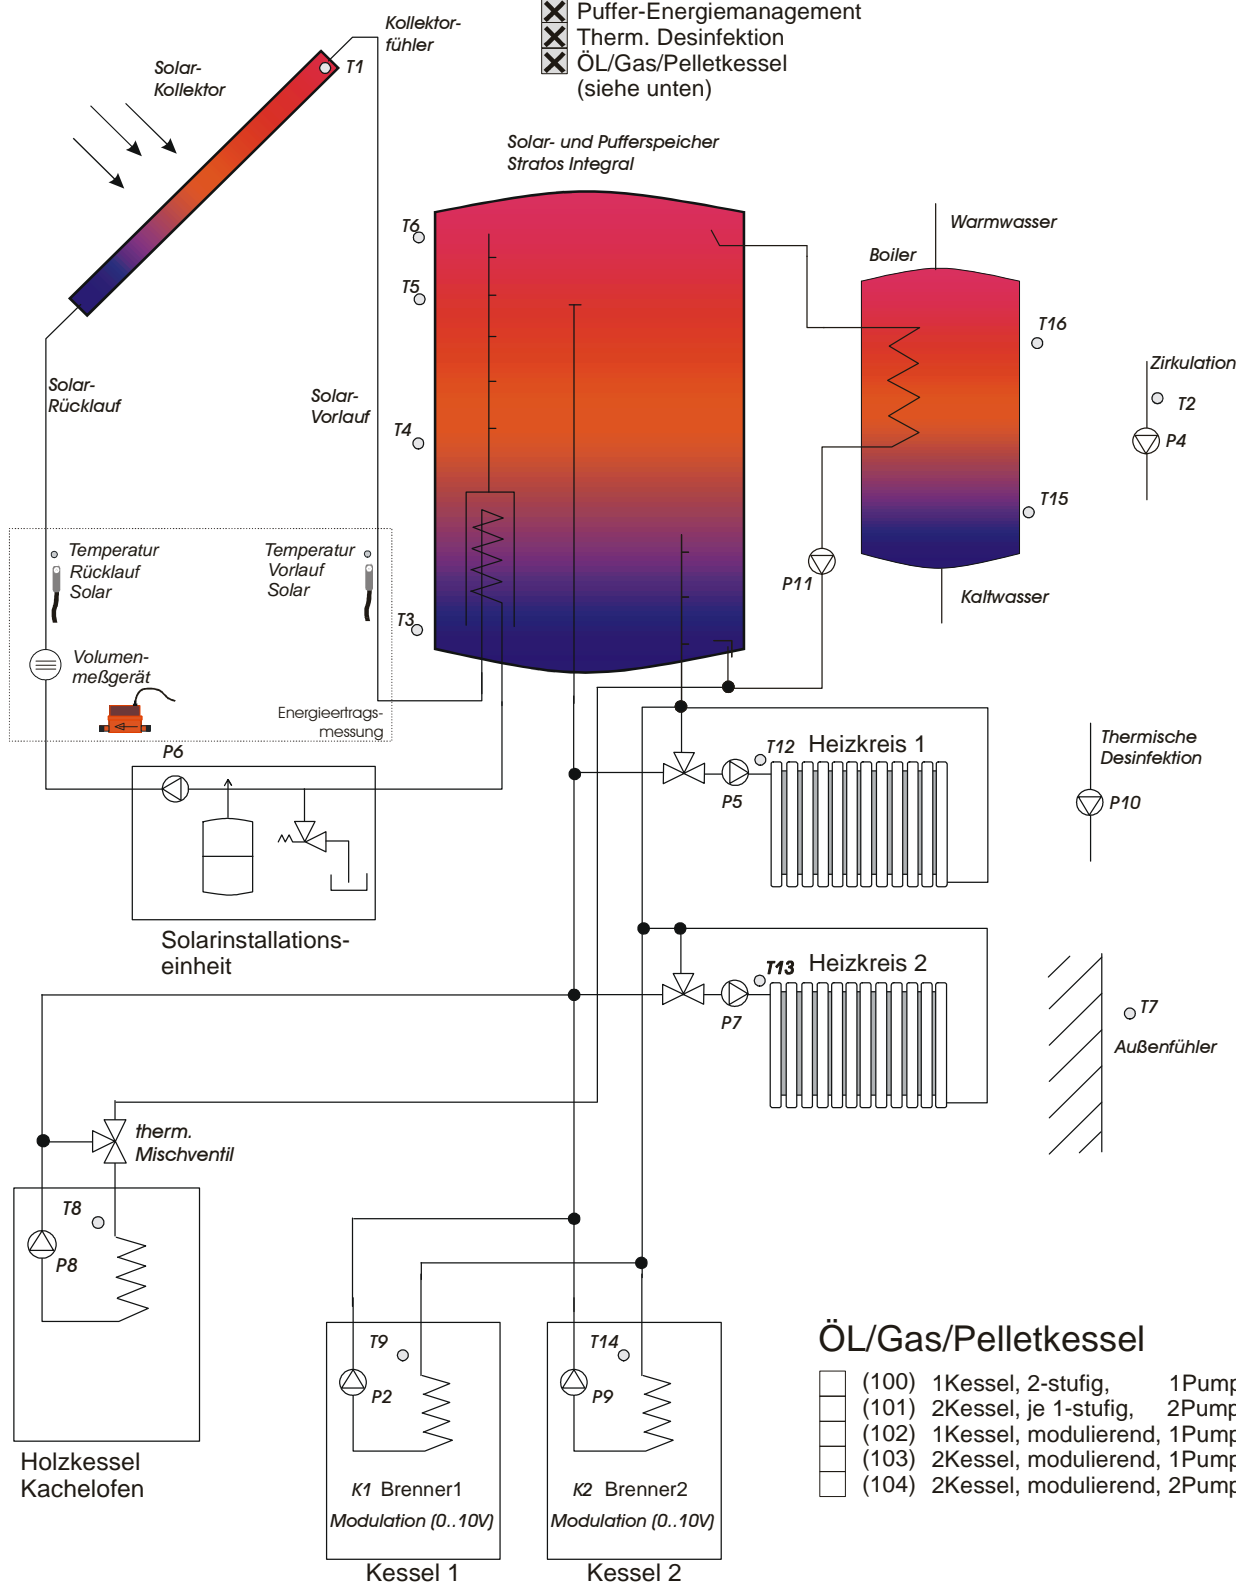 Puffer-Energiemanagement
Therm. Desinfektion
ÖL/Gas/Pelletkessel
(siehe unten)
Kollektor-
fühler
T1
Solar-
Kollektor
Solar- und Pufferspeicher
Stratos Integral
T6
T5
T4
T3
Warmwasser
Boiler
T16
T15
Kaltwasser
P11
Zirkulation
T2
P4
Solar-
Rücklauf
Solar-
Vorlauf
Temperatur
Rücklauf
Solar
Temperatur
Vorlauf
Solar
Volumen-
meßgerät
Energieertrags-
messung
P6
Solarinstallations-
einheit
T12
Heizkreis 1
P5
Thermische
Desinfektion
P10
T13
Heizkreis 2
P7
T7
Außenfühler
therm.
Mischventil
T8
P8
Holzkessel
Kachelofen
T9
P2
K1 Brenner1
Modulation (0..10V)
Kessel 1
T14
P9
K2 Brenner2
Modulation (0..10V)
Kessel 2
ÖL/Gas/Pelletkessel
(100) 1Kessel, 2-stufig, 1Pump
(101) 2Kessel, je 1-stufig, 2Pump
(102) 1Kessel, modulierend, 1Pump
(103) 2Kessel, modulierend, 1Pump
(104) 2Kessel, modulierend, 2Pump